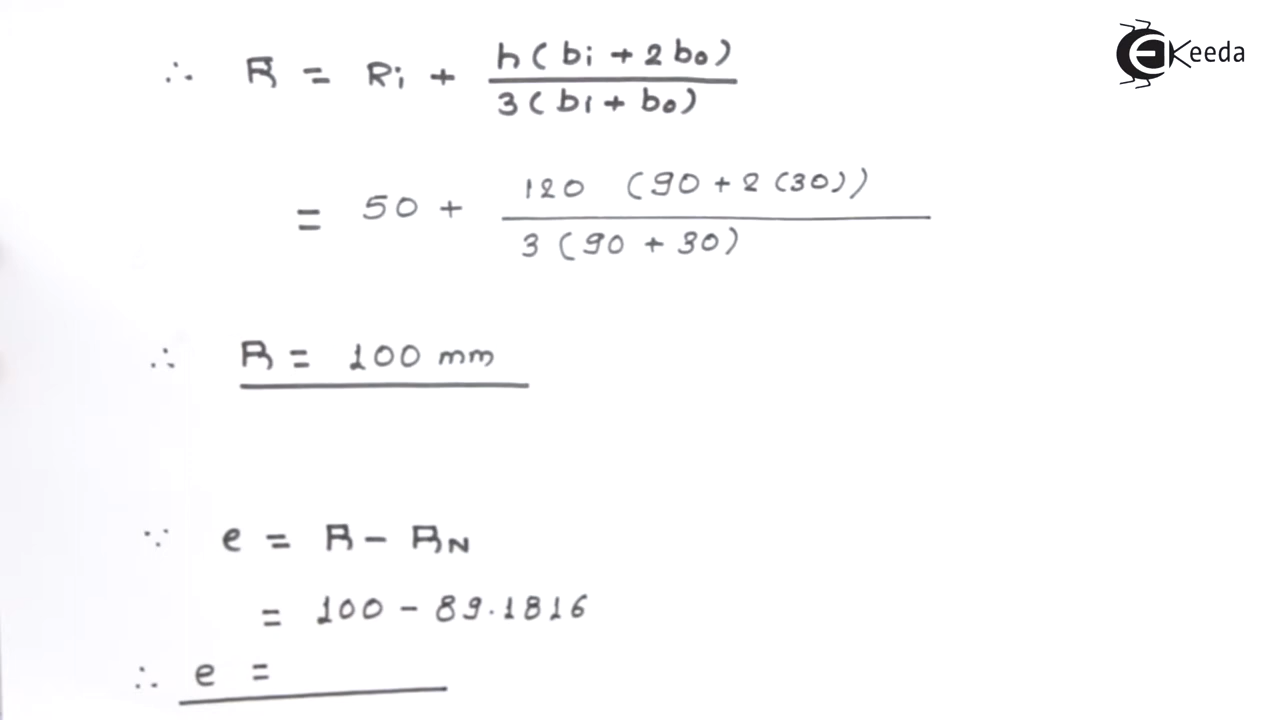 Ekeeda
∴ R = Ri + h(bi + 2bo) / 3(bi + bo)
= 50 + 120 (90 + 2(30)) / 3(90 + 30)
∴ R = 100 mm
∵ e = R - RN
= 100 - 89.1816
∴ e =